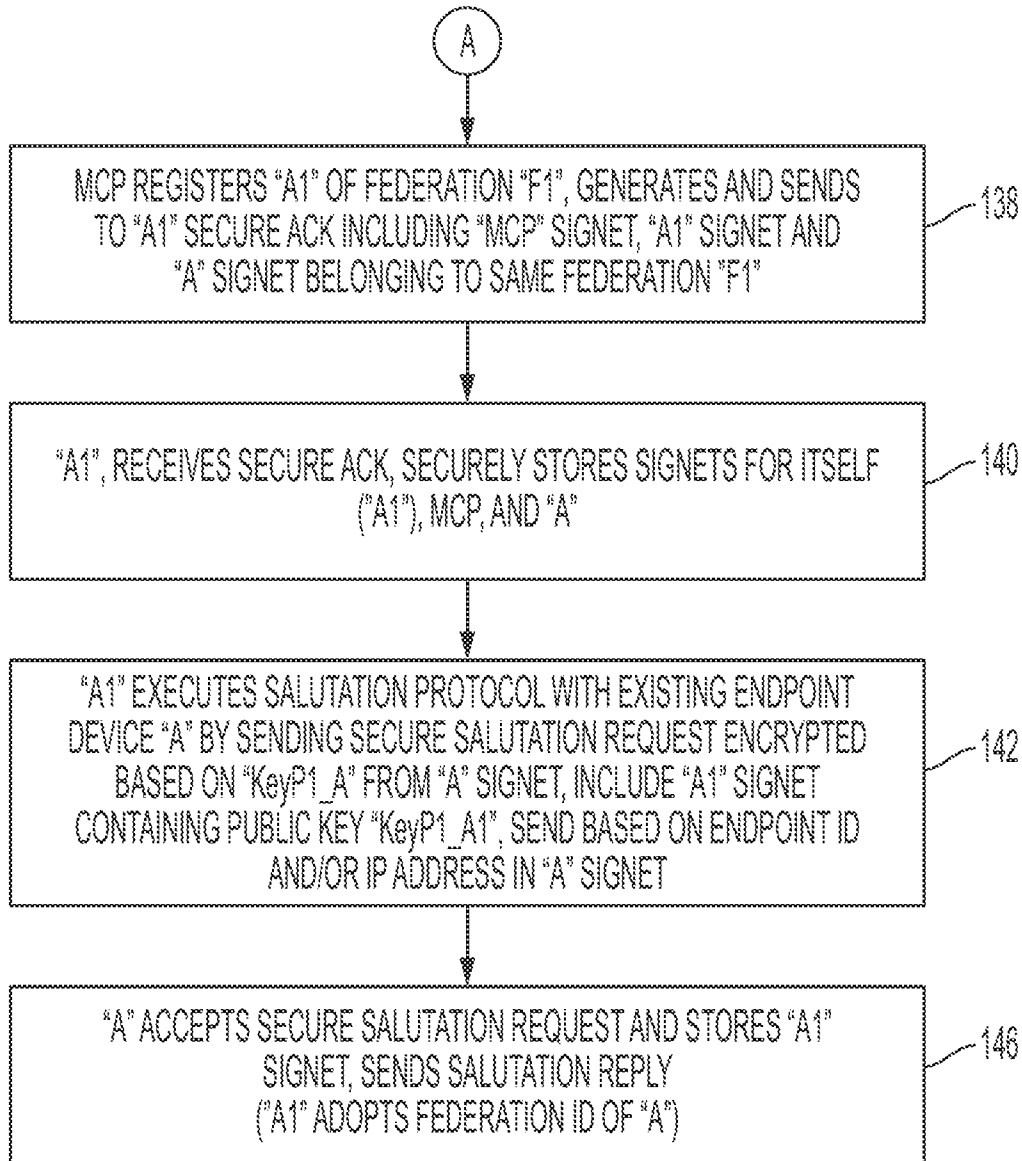 A
MCP REGISTERS “A1” OF FEDERATION “F1”, GENERATES AND SENDS
TO “A1” SECURE ACK INCLUDING “MCP” SIGNET, “A1” SIGNET AND
“A” SIGNET BELONGING TO SAME FEDERATION ”F1”
138
“A1”, RECEIVES SECURE ACK, SECURELY STORES SIGNETS FOR ITSELF
(”A1”), MCP, AND “A”
140
“A1” EXECUTES SALUTATION PROTOCOL WITH EXISTING ENDPOINT
DEVICE “A” BY SENDING SECURE SALUTATION REQUEST ENCRYPTED
BASED ON “KeyP1_A” FROM “A” SIGNET, INCLUDE “A1” SIGNET
CONTAINING PUBLIC KEY “KeyP1_A1”, SEND BASED ON ENDPOINT ID
AND/OR IP ADDRESS IN “A” SIGNET
142
“A” ACCEPTS SECURE SALUTATION REQUEST AND STORES “A1”
SIGNET, SENDS SALUTATION REPLY
(”A1” ADOPTS FEDERATION ID OF “A”)
146